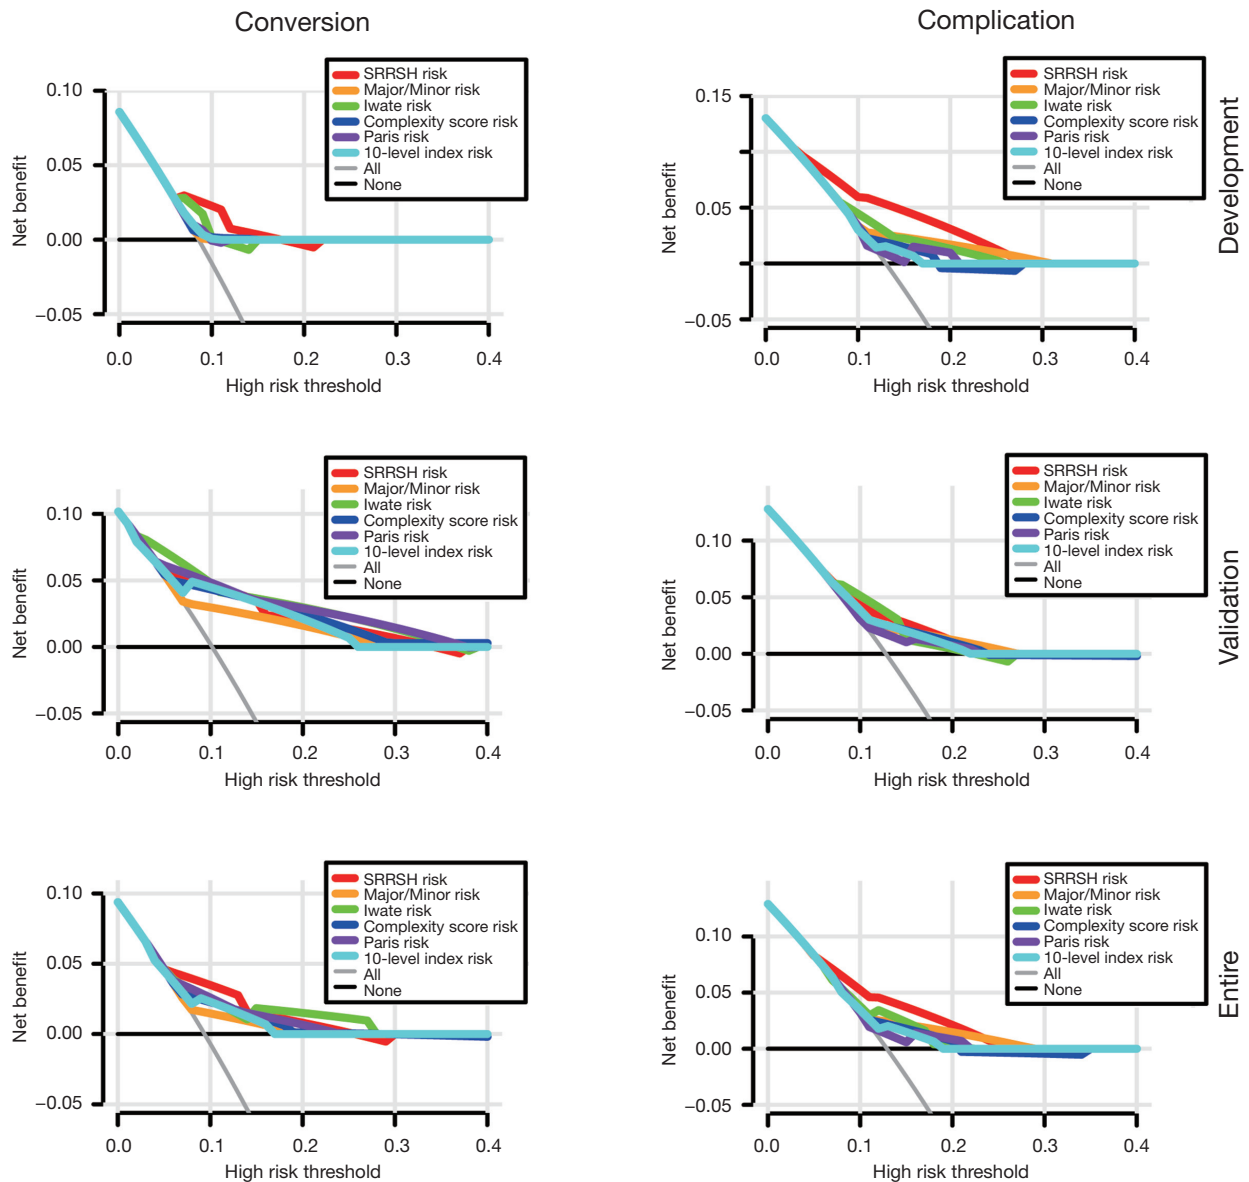 Conversion
Complication
SRRSH risk
Major/Minor risk
Iwate risk
Complexity score risk
Paris risk
10-level index risk
All
None
0.10
0.05
0.00
−0.05
Net benefit
0.0 0.1 0.2 0.3 0.4
High risk threshold
SRRSH risk
Major/Minor risk
Iwate risk
Complexity score risk
Paris risk
10-level index risk
All
None
0.15
0.05
−0.05
Net benefit
0.0 0.1 0.2 0.3 0.4
High risk threshold
Development
SRRSH risk
Major/Minor risk
Iwate risk
Complexity score risk
Paris risk
10-level index risk
All
None
0.10
0.05
0.00
−0.05
Net benefit
0.0 0.1 0.2 0.3 0.4
High risk threshold
SRRSH risk
Major/Minor risk
Iwate risk
Complexity score risk
Paris risk
10-level index risk
All
None
0.10
0.05
0.00
−0.05
Net benefit
0.0 0.1 0.2 0.3 0.4
High risk threshold
Validation
SRRSH risk
Major/Minor risk
Iwate risk
Complexity score risk
Paris risk
10-level index risk
All
None
0.10
0.05
0.00
−0.05
Net benefit
0.0 0.1 0.2 0.3 0.4
High risk threshold
SRRSH risk
Major/Minor risk
Iwate risk
Complexity score risk
Paris risk
10-level index risk
All
None
0.10
0.05
0.00
−0.05
Net benefit
0.0 0.1 0.2 0.3 0.4
High risk threshold
Entire